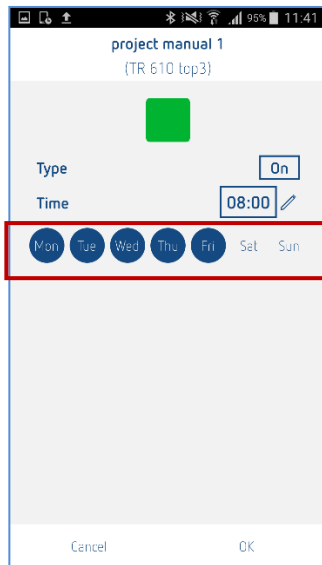 95% 11:41
project manual 1
(TR 610 top3)
Type On
Time 08:00
Mon Tue Wed Thu Fri Sat Sun
Cancel OK